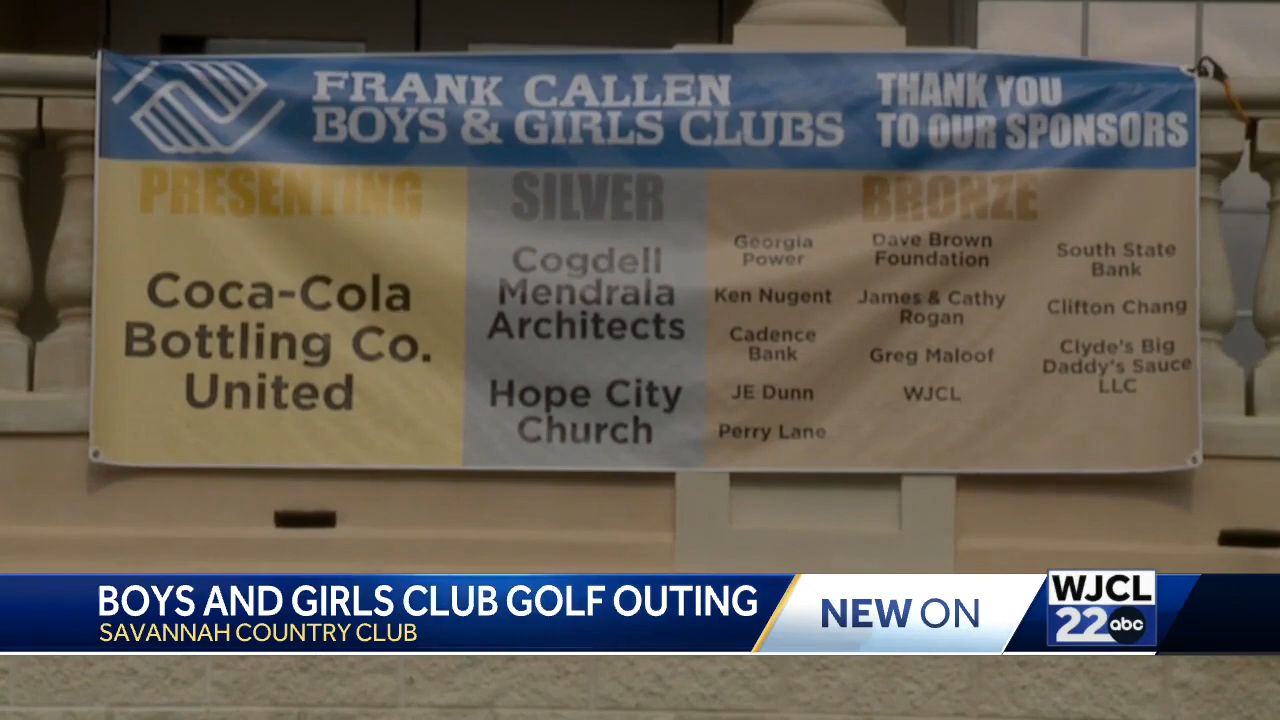 FRANK CALLEN
BOYS & GIRLS CLUBS
THANK YOU
TO OUR SPONSORS
PRESENTING
Coca-Cola
Bottling Co.
United
SILVER
Cogdell
Mendrala
Architects
Hope City
Church
BRONZE
Georgia
Power
Ken Nugent
Cadence
Bank
JE Dunn
Perry Lane
Dave Brown
Foundation
James & Cathy
Rogan
Greg Maloof
WJCL
South State
Bank
Clifton Chang
Clyde's Big
Daddy's Sauce
LLC
BOYS AND GIRLS CLUB GOLF OUTING
SAVANNAH COUNTRY CLUB
NEW ON
WJCL
22 abc